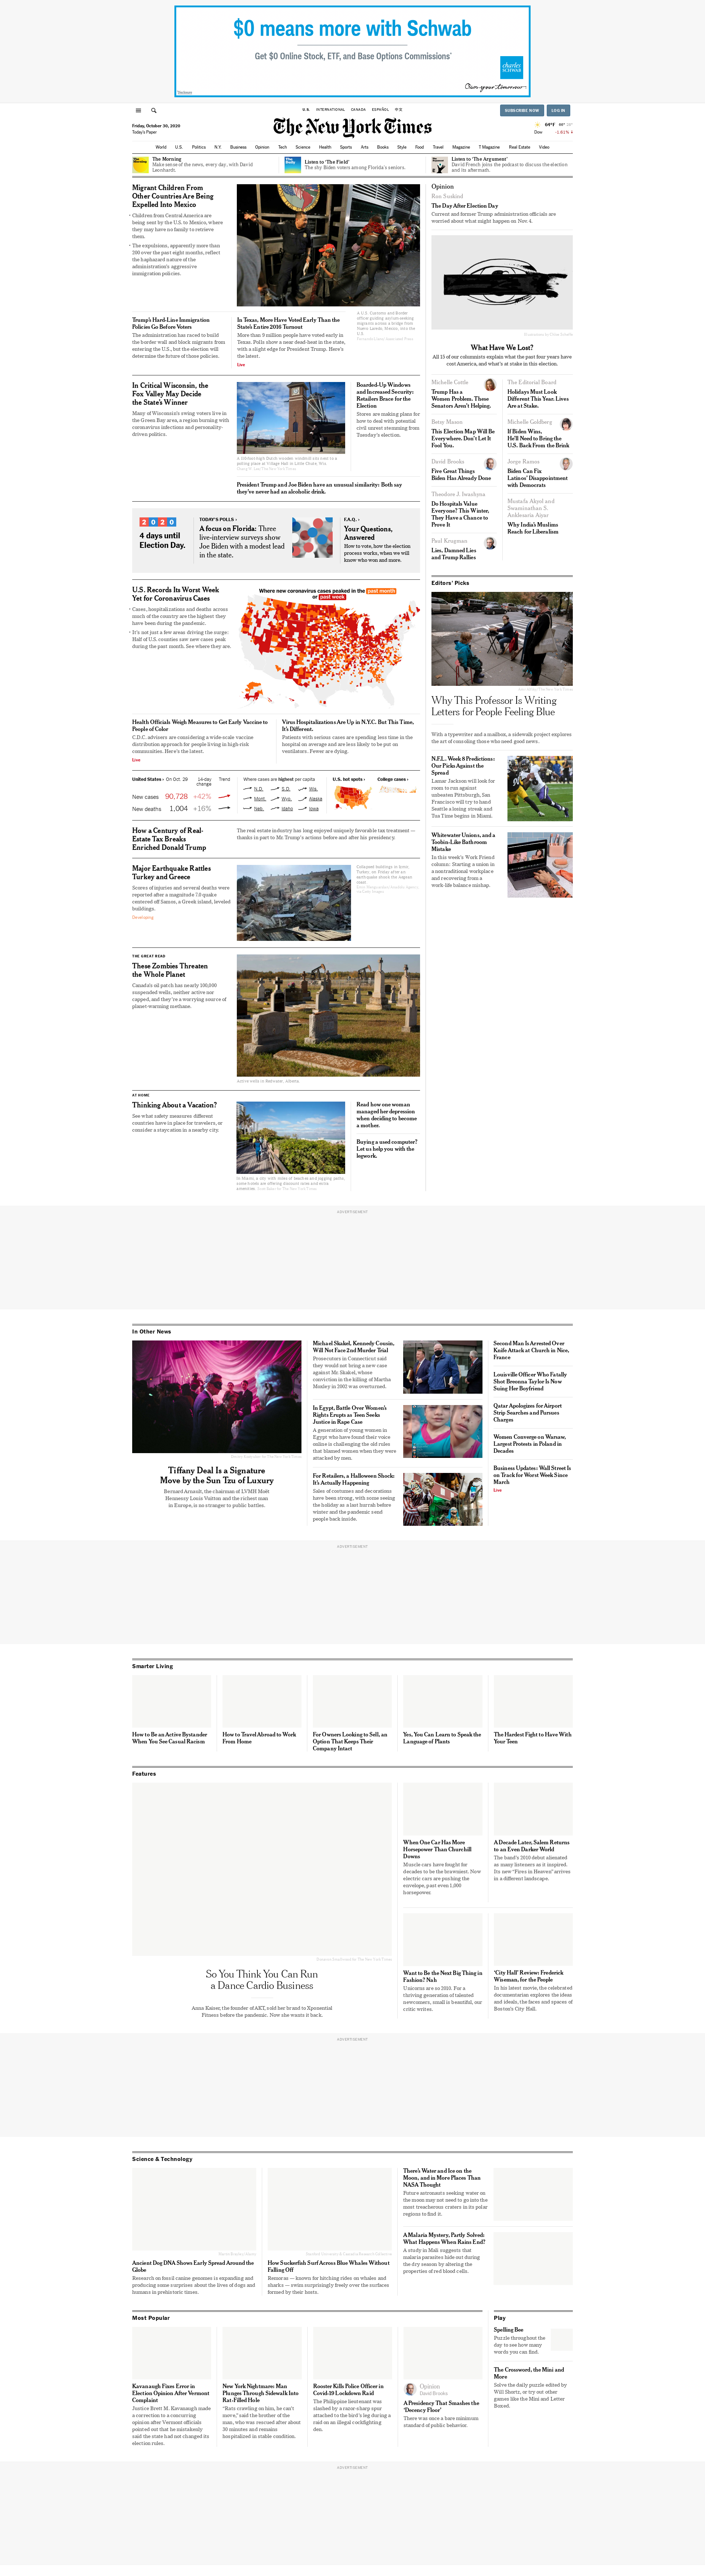 $0 means more with Schwab
Get $0 Online Stock, ETF, and Base Options Commissions*
charles
SCHWAB
Own your tomorrow
Disclosure
U.S. INTERNATIONAL CANADA ESPAÑOL 中文
SUBSCRIBE NOW LOG IN
Friday, October 30, 2020
Today's Paper
The New York Times
Dow -1.62%
World U.S. Politics N.Y. Business Opinion Tech Science Health Sports Arts Books Style Food Travel Magazine T Magazine Real Estate Video
The Morning
Make sense of the news, every day, with David
Leonhardt.
Listen to 'The Field'
The shy Biden voters among Florida's seniors.
Listen to 'The Argument'
David French joins the podcast to discuss the election
and its aftermath.
Migrant Children From
Other Countries Are Being
Expelled Into Mexico
Children from Central America are
being sent by the U.S. to Mexico, where
they may have no family to retrieve
them.
The expulsions, apparently more than
200 over the past eight months, reflect
the haphazard nature of the
administration's aggressive
immigration policies.
Trump's Hard-Line Immigration
Policies Go Before Voters
The administration has raced to build
the border wall and block migrants from
entering the U.S., but the election will
determine the future of those policies.
In Texas, More Have Voted Early Than the
State's Entire 2016 Turnout
More than 9 million people have voted early in
Texas. Polls show a near dead-heat in the state,
with a slight edge for President Trump. Here's
the latest.
Live
A U.S. Customs and Border
officer guiding asylum-seeking
migrants across a bridge from
Nuevo Laredo, Mexico, into the
U.S.
In Critical Wisconsin, the
Fox Valley May Decide
the State's Winner
Many of Wisconsin's swing voters live in
the Green Bay area, a region burning with
coronavirus infections and personality-
driven politics.
Boarded-Up Windows
and Increased Security:
Retailers Brace for the
Election
Stores are making plans for
how to deal with potential
civil unrest stemming from
Tuesday's election.
President Trump and Joe Biden have an unusual similarity: Both say
they've never had an alcoholic drink.
2020
4 days until
Election Day.
TODAY'S POLLS ›
A focus on Florida: Three
live-interview surveys show
Joe Biden with a modest lead
in the state.
F.A.Q. ›
Your Questions,
Answered
How to vote, how the election
process works, when we will
know who won and more.
U.S. Records Its Worst Week
Yet for Coronavirus Cases
Cases, hospitalizations and deaths across
much of the country are the highest they
have been during the pandemic.
It's not just a few areas driving the surge:
Half of U.S. counties saw new cases peak
during the past month. See where they are.
Where new coronavirus cases peaked in the past month
or past week
Health Officials Weigh Measures to Get Early Vaccine to
People of Color
C.D.C. advisers are considering a wide-scale vaccine
distribution approach for people living in high-risk
communities. Here's the latest.
Live
Virus Hospitalizations Are Up in N.Y.C. But This Time,
It's Different.
Patients with serious cases are spending less time in the
hospital on average and are less likely to be put on
ventilators. Fewer are dying.
United States › On Oct. 29 14-day
change Trend
New cases 90,728 +42%
New deaths 1,004 +16%
Where cases are highest per capita
N.D. S.D. Wis.
Mont. Wyo. Alaska
Neb. Idaho Iowa
U.S. hot spots › College cases ›
How a Century of Real-
Estate Tax Breaks
Enriched Donald Trump
The real estate industry has long enjoyed uniquely favorable tax treatment —
thanks in part to Mr. Trump's actions before and after his presidency.
Major Earthquake Rattles
Turkey and Greece
Scores of injuries and several deaths were
reported after a magnitude 7.0 quake
centered off Samos, a Greek island, leveled
buildings.
Developing
Collapsed buildings in Izmir,
Turkey, on Friday after an
earthquake struck the Aegean
coast.
THE GREAT READ
These Zombies Threaten
the Whole Planet
Canada's oil patch has nearly 100,000
suspended wells, neither active nor
capped, and they're a worrying source of
planet warming methane.
AT HOME
Thinking About a Vacation?
See what safety measures different
countries have in place for travelers, or
consider a staycation in a nearby city.
Read how one woman
managed her depression
when deciding to become
a mother.
Buying a used computer?
Let us help you with the
legwork.
Opinion
Ron Suskind
The Day After Election Day
Current and former Trump administration officials are
worried about what might happen on Nov. 4.
What Have We Lost?
All 15 of our columnists explain what the past four years have
cost America, and what's at stake in this election.
Michelle Cottle
Trump Has a
Women Problem. These
Senators Aren't Helping.
Betsy Mason
This Election Map Will Be
Everywhere. Don't Let It
Fool You.
David Brooks
Five Great Things
Biden Has Already Done
Theodore J. Iwashyna
Do Hospitals Value
Everyone? This Winter,
They Have a Chance to
Prove It
Paul Krugman
Lies, Damned Lies
and Trump Rallies
The Editorial Board
Holidays Must Look
Different This Year. Lives
Are at Stake.
Michelle Goldberg
If Biden Wins,
He'll Need to Bring the
U.S. Back From the Brink
Jorge Ramos
Biden Can Fix
Latinos' Disappointment
with Democrats
Mustafa Akyol and
Swaminathan S.
Anklesaria Aiyar
Why India's Muslims
Reach for Liberalism
Editors' Picks
Why This Professor Is Writing
Letters for People Feeling Blue
With a typewriter and a mailbox, a sidewalk project explores
the art of consoling those who need good news.
N.F.L. Week 8 Predictions:
Our Picks Against the
Spread
Lamar Jackson will look for
room to run against
unbeaten Pittsburgh, San
Francisco will try to hand
Seattle a losing streak and
Tua Time begins in Miami.
Whitewater Unions, and a
Toobin-Like Bathroom
Mistake
In this week's Work Friend
column: Starting a union in
a nontraditional workplace
and recovering from a
work-life balance mishap.
ADVERTISEMENT
In Other News
Tiffany Deal Is a Signature
Move by the Sun Tzu of Luxury
Bernard Arnault, the chairman of LVMH Moët
Hennessy Louis Vuitton and the richest man
in Europe, is no stranger to public battles.
Michael Skakel, Kennedy Cousin,
Will Not Face 2nd Murder Trial
Prosecutors in Connecticut said
they would not bring a new case
against Mr. Skakel, whose
conviction in the killing of Martha
Moxley in 2002 was overturned.
In Egypt, Battle Over Women's
Rights Erupts as Teen Seeks
Justice in Rape Case
A generation of young women in
Egypt who have found their voice
online is challenging the old rules
that blamed women when they were
attacked by men.
For Retailers, a Halloween Shock:
It's Actually Happening
Sales of costumes and decorations
have been strong, with some seeing
the holiday as a last hurrah before
winter and the pandemic send
people back inside.
Second Man Is Arrested Over
Knife Attack at Church in Nice,
France
Louisville Officer Who Fatally
Shot Breonna Taylor Is Now
Suing Her Boyfriend
Qatar Apologizes for Airport
Strip Searches and Pursues
Charges
Women Converge on Warsaw,
Largest Protests in Poland in
Decades
Business Updates: Wall Street Is
on Track for Worst Week Since
March
Live
ADVERTISEMENT
Smarter Living
How to Be an Active Bystander
When You See Casual Racism
How to Travel Abroad to Work
From Home
For Owners Looking to Sell, an
Option That Keeps Their
Company Intact
Yes, You Can Learn to Speak the
Language of Plants
The Hardest Fight to Have With
Your Teen
Features
So You Think You Can Run
a Dance Cardio Business
Anna Kaiser, the founder of AKT, sold her brand to Xponential
Fitness before the pandemic. Now she wants it back.
When One Car Has More
Horsepower Than Churchill
Downs
Muscle cars have fought for
decades to be the brawniest. Now
electric cars are pushing the
envelope, past even 1,000
horsepower
A Decade Later, Salem Returns
to an Even Darker World
The band's 2010 debut alienated
as many listeners as it inspired.
Its new "Fires in Heaven" arrives
in a different landscape.
Want to Be the Next Big Thing in
Fashion? Nah
Unicorns are so 2010. For a
thriving generation of talented
newcomers, small is beautiful, our
critic writes.
'City Hall' Review: Frederick
Wiseman, for the People
In his latest movie, the celebrated
documentarian explores the ideas
and ideals, the faces and spaces of
Boston's City Hall.
ADVERTISEMENT
Science & Technology
Ancient Dog DNA Shows Early Spread Around the
Globe
Research on fossil canine genomes is expanding and
producing some surprises about the lives of dogs and
humans in prehistoric times.
How Suckerfish Surf Across Blue Whales Without
Falling Off
Remoras — known for hitching rides on whales and
sharks — swim surprisingly freely over the surfaces
formed by their hosts.
There's Water and Ice on the
Moon, and in More Places Than
NASA Thought
Future astronauts seeking water on
the moon may not need to go into the
most treacherous craters in its polar
regions to find it.
A Malaria Mystery, Partly Solved:
What Happens When Rains End?
A study in Mali suggests that
malaria parasites hide out during
the dry season by altering the
properties of red blood cells.
Most Popular
Kavanaugh Fixes Error in
Election Opinion After Vermont
Complaint
Justice Brett M. Kavanaugh made
a correction to a concurring
opinion after Vermont officials
pointed out that he mistakenly
said the state had not changed its
election rules.
New York Nightmare: Man
Plunges Through Sidewalk Into
Rat-Filled Hole
"Rats crawling on him, he can't
move," said the brother of the
man, who was rescued after about
30 minutes and remains
hospitalized in stable condition.
Rooster Kills Police Officer in
Covid-19 Lockdown Raid
The Philippine lieutenant was
slashed by a razor-sharp spur
attached to the bird's leg during a
raid on an illegal cockfighting
den.
Opinion
David Brooks
A Presidency That Smashes the
'Decency Floor'
There was once a bare minimum
standard of public behavior.
Play
Spelling Bee
Puzzle throughout the
day to see how many
words you can find.
The Crossword, the Mini and
More
Solve the daily puzzle edited by
Will Shortz, or try out other
games like the Mini and Letter
Boxed.
ADVERTISEMENT